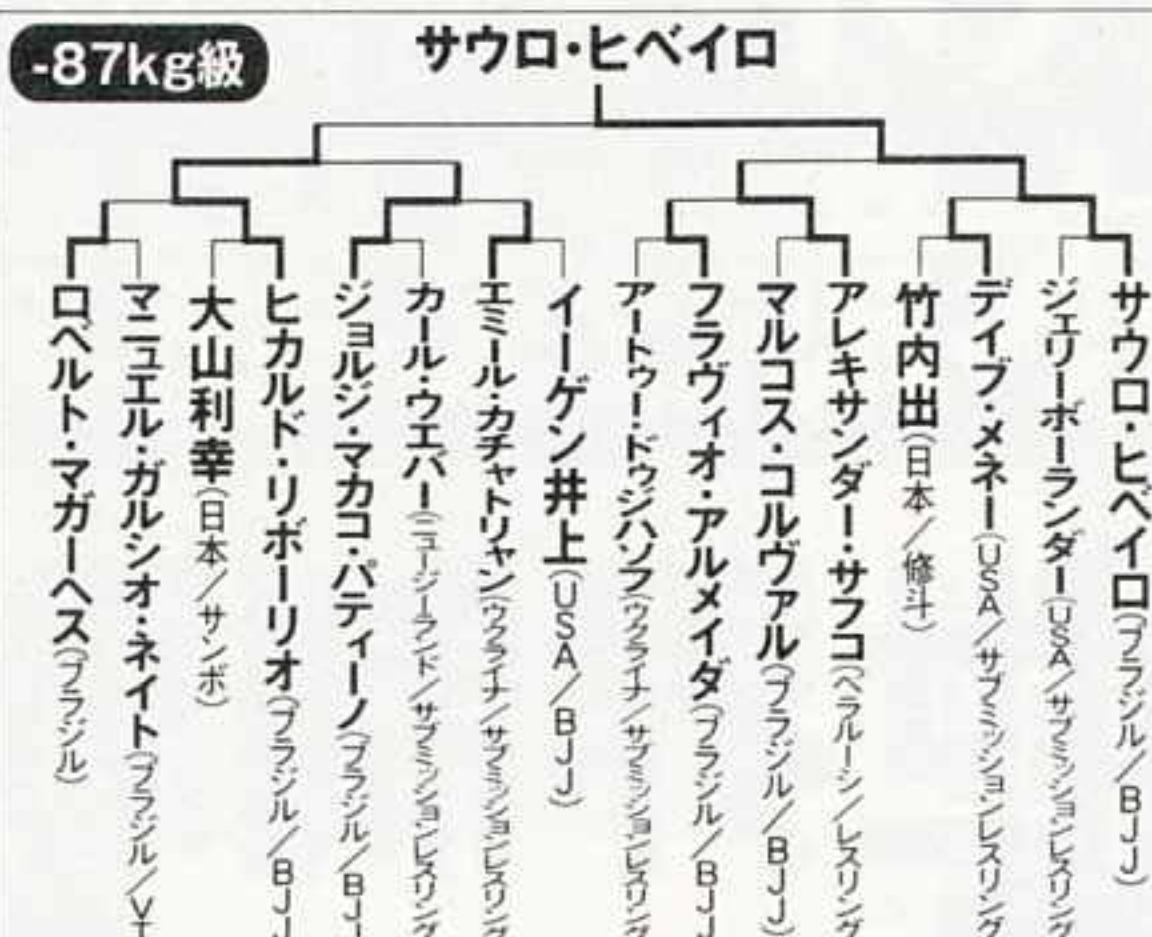 -87kg級
サウロ・ヒベイロ
ロベルト・マガーヘス(ブラジル)
マニュエル・ガルシオ・ネイト(ブラジル/VT
大山利幸(日本/サンボ)
ヒカルド・リボーリオ(ブラジル/BJJ
ジョルジ・マカコ・パティーノ(ブラジル/BJ
カール・ウエバー(ニュージーランド/サブミッションレスリング
エミール・カチャトリャン(ウクライナ/サブミッションレスリング
イーゲン井上(USA/BJJ)
アートゥー・ドゥジハソフ(ウクライナ/サブミッションレスリング
フラヴィオ・アルメイダ(ブラジル/BJJ
マルコス・コルヴァル(ブラジル/BJJ)
アレキサンダー・サフコ(ベラルーシ/レスリング
竹内出(日本/修斗)
デイブ・メネー(USA/サブミッションレスリング
ジェリーボーランダー(USA/サブミッションレスリング
サウロ・ヒベイロ(ブラジル/BJJ)